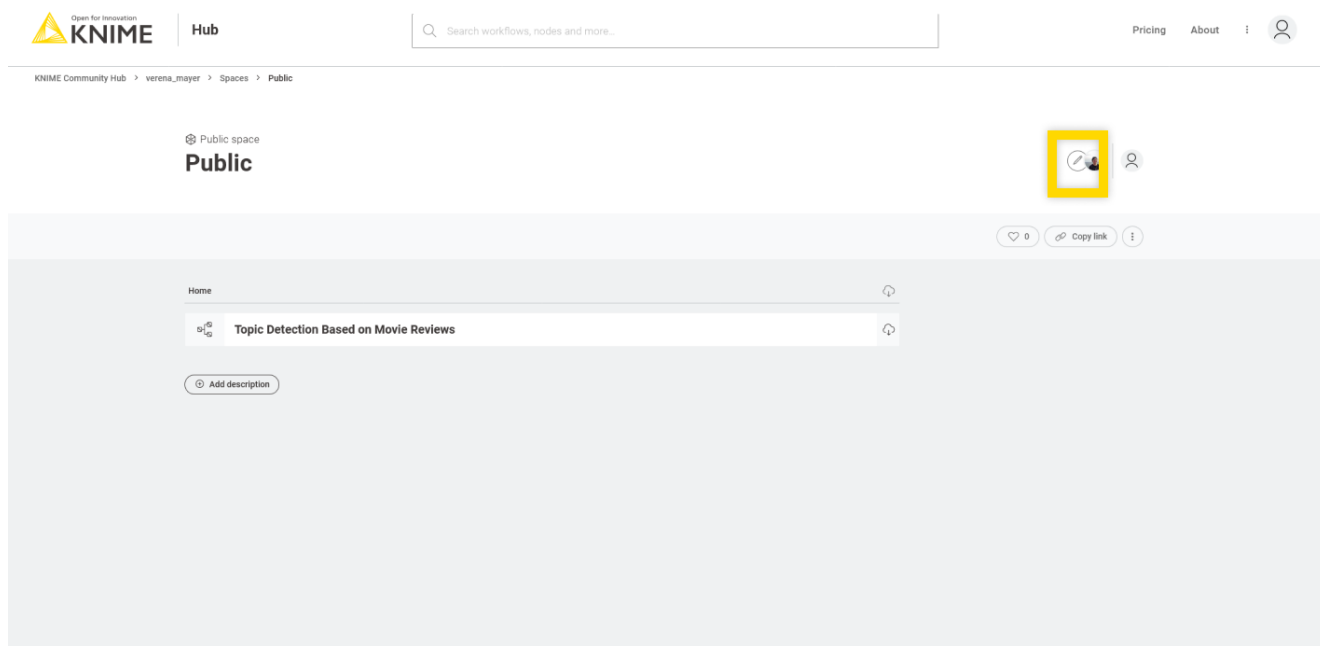 Open for Innovation
KNIME
Hub
Search workflows, nodes and more..
Pricing
About
KNIME Community Hub > verena_mayer > Spaces > Public
Public space
Public
0
Copy link
Home
Topic Detection Based on Movie Reviews
Add description